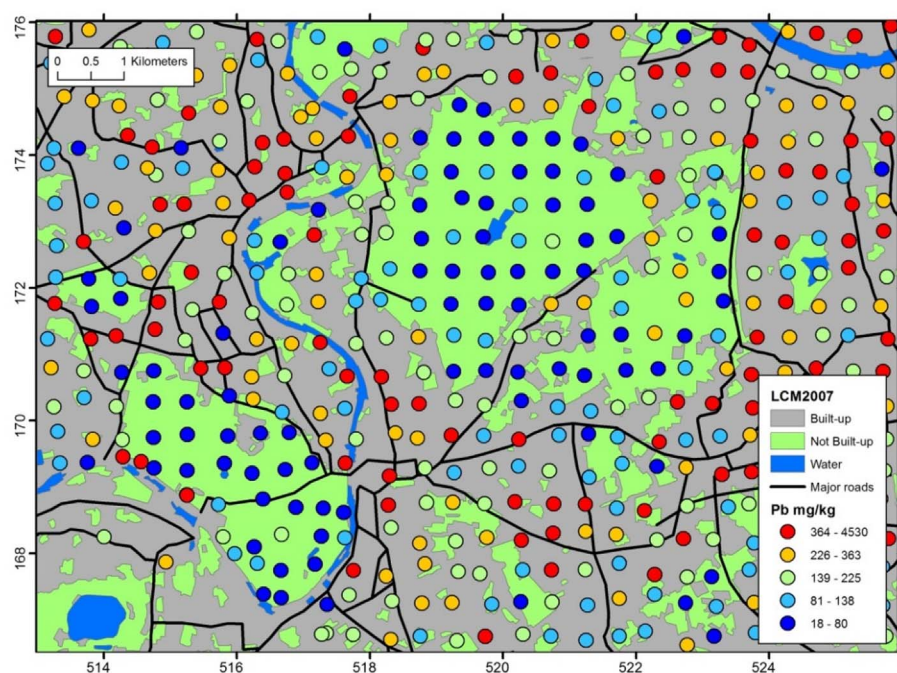 176
0 0.5 1 Kilometers
174
172
170
168
LCM2007
Built-up
Not Built-up
Water
Major roads
Pb mg/kg
364 - 4530
226 - 363
139 - 225
81 - 138
18 - 80
514 516 518 520 522 524